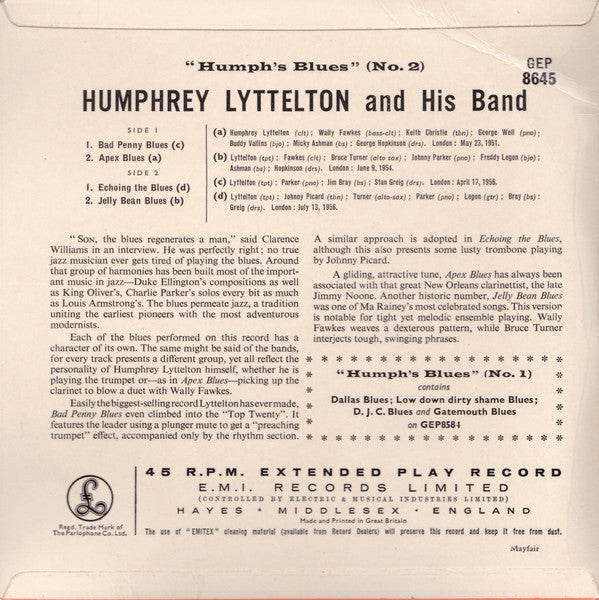 "Humph's Blues" (No. 2)
GEP
8645
HUMPHREY LYTTELTON and His Band
SIDE 1
1. Bad Penny Blues (c)
2. Apex Blues (a)
SIDE 2
1. Echoing the Blues (d)
2. Jelly Bean Blues (b)
(a) Humphrey Lyttelton (clt); Wally Fawkes (bass-clt); Keith Christie (tbn); George Well (pno);
Buddy Vallins (bjo); Micky Ashman (bs); George Hopkinson (drs). London: May 23, 1951.
(b) Lyttelton (tpt); Fawkes (clt); Bruce Turner (alto sax); Johnny Parker (pno); Freddy Legon (bjo);
Ashman (bs); Hopkinson (drs). London: June 9, 1954.
(c) Lyttelton (tpt); Parker (pno); Jim Bray (bs); Stan Greig (drs). London: April 17, 1956.
(d) Lyttelton (tpt); Johnny Picard (tbn); Turner (alto-sax); Parker (pno); Legon (gtr); Bray (bs);
Greig (drs). London: July 13, 1956.
"Son, the blues regenerates a man," said Clarence
Williams in an interview. He was perfectly right; no true
jazz musician ever gets tired of playing the blues. Around
that group of harmonies has been built most of the import-
ant music in jazz—Duke Ellington's compositions as well
as King Oliver's, Charlie Parker's solos every bit as much
as Louis Armstrong's. The blues permeate jazz, a tradition
uniting the earliest pioneers with the most adventurous
modernists.
Each of the blues performed on this record has a
character of its own. The same might be said of the bands,
for every track presents a different group, yet all reflect the
personality of Humphrey Lyttelton himself, whether he is
playing the trumpet or—as in Apex Blues—picking up the
clarinet to blow a duet with Wally Fawkes.
Easily the biggest-selling record Lyttelton has ever made,
Bad Penny Blues even climbed into the "Top Twenty". It
features the leader using a plunger mute to get a "preaching
trumpet" effect, accompanied only by the rhythm section.
A similar approach is adopted in Echoing the Blues,
although this also presents some lusty trombone playing
by Johnny Picard.
A gliding, attractive tune, Apex Blues has always been
associated with that great New Orleans clarinettist, the late
Jimmy Noone. Another historic number, Jelly Bean Blues
was one of Ma Rainey's most celebrated songs. This version
is notable for tight yet melodic ensemble playing. Wally
Fawkes weaves a dexterous pattern, while Bruce Turner
interjects tough, swinging phrases.
"Humph's Blues" (No. 1)
contains
Dallas Blues; Low down dirty shame Blues;
D. J. C. Blues and Gatemouth Blues
on GEP8584
£
Regd. Trade Mark of
The Parlophone Co. Ltd.
45 R.P.M. EXTENDED PLAY RECORD
E.M.I. RECORDS LIMITED
(CONTROLLED BY ELECTRIC & MUSICAL INDUSTRIES LIMITED)
HAYES · MIDDLESEX · ENGLAND
Made and Printed in Great Britain
The use of "EMITEX" cleaning material (available from Record Dealers) will preserve this record and keep it free from dust.
Mayfair